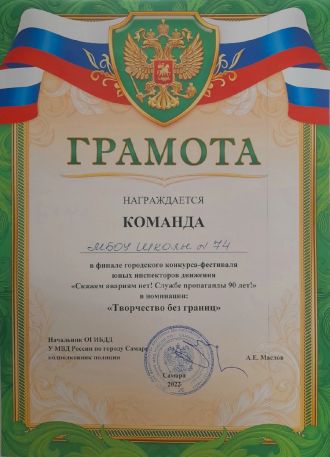 ГРАМОТА
НАГРАЖДАЕТСЯ
КОМАНДА
МБОУ Школы № 74
в финале городского конкурса-фестиваля
юных инспекторов движения
«Скажем авариям нет! Службе пропаганды 90 лет!»
в номинации:
«Творчество без границ»
Начальник ОГИБДД
У-МВД России по городу Самаре
подполковник полиции
А.Е. Маслов
Самара
2022